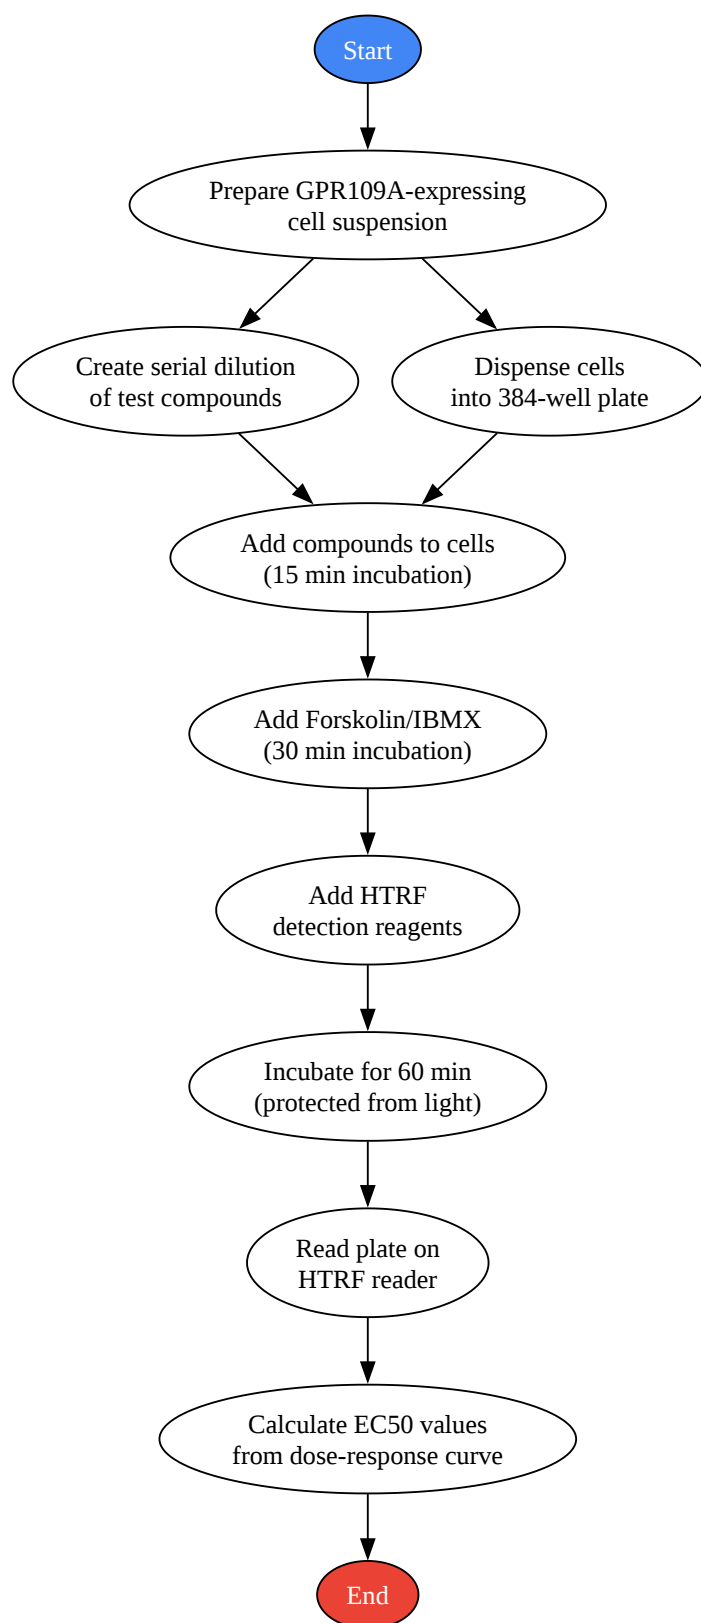 Start
Prepare GPR109A-expressing
cell suspension
Create serial dilution
of test compounds
Dispense cells
into 384-well plate
Add compounds to cells
(15 min incubation)
Add Forskolin/IBMX
(30 min incubation)
Add HTRF
detection reagents
Incubate for 60 min
(protected from light)
Read plate on
HTRF reader
Calculate EC50 values
from dose-response curve
End